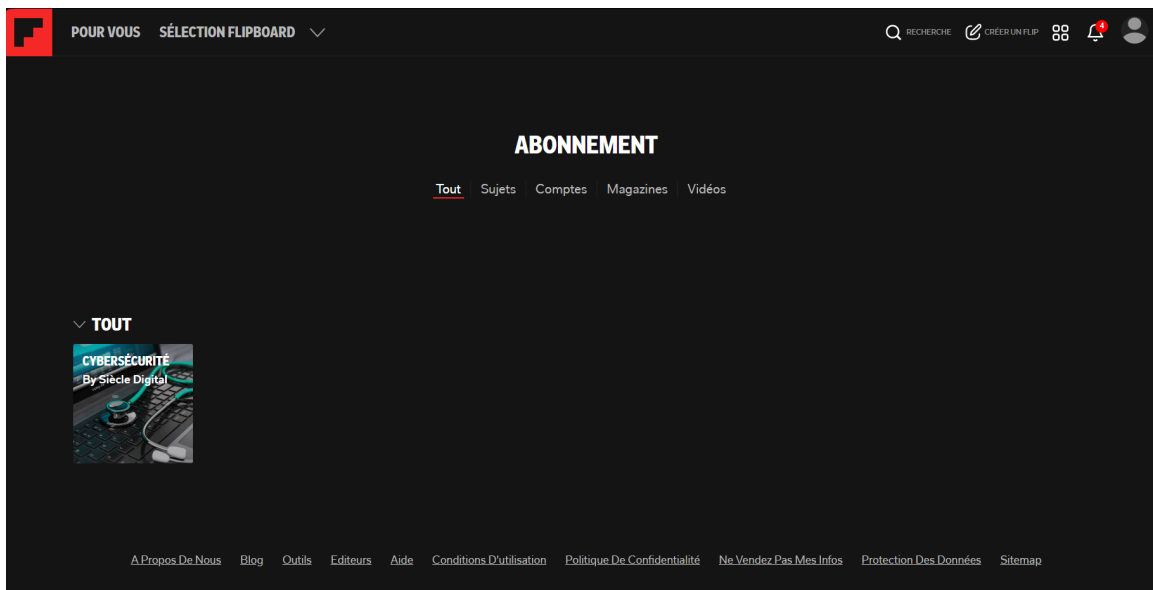 POUR VOUS SÉLECTION FLIPBOARD RECHERCHE CRÉER UN FLIP 4
ABONNEMENT
Tout Sujets Comptes Magazines Vidéos
TOUT
CYBERSÉCURITÉ
By Siècle Digital
A Propos De Nous Blog Outils Editeurs Aide Conditions D'utilisation Politique De Confidentialité Ne Vendez Pas Mes Infos Protection Des Données Sitemap